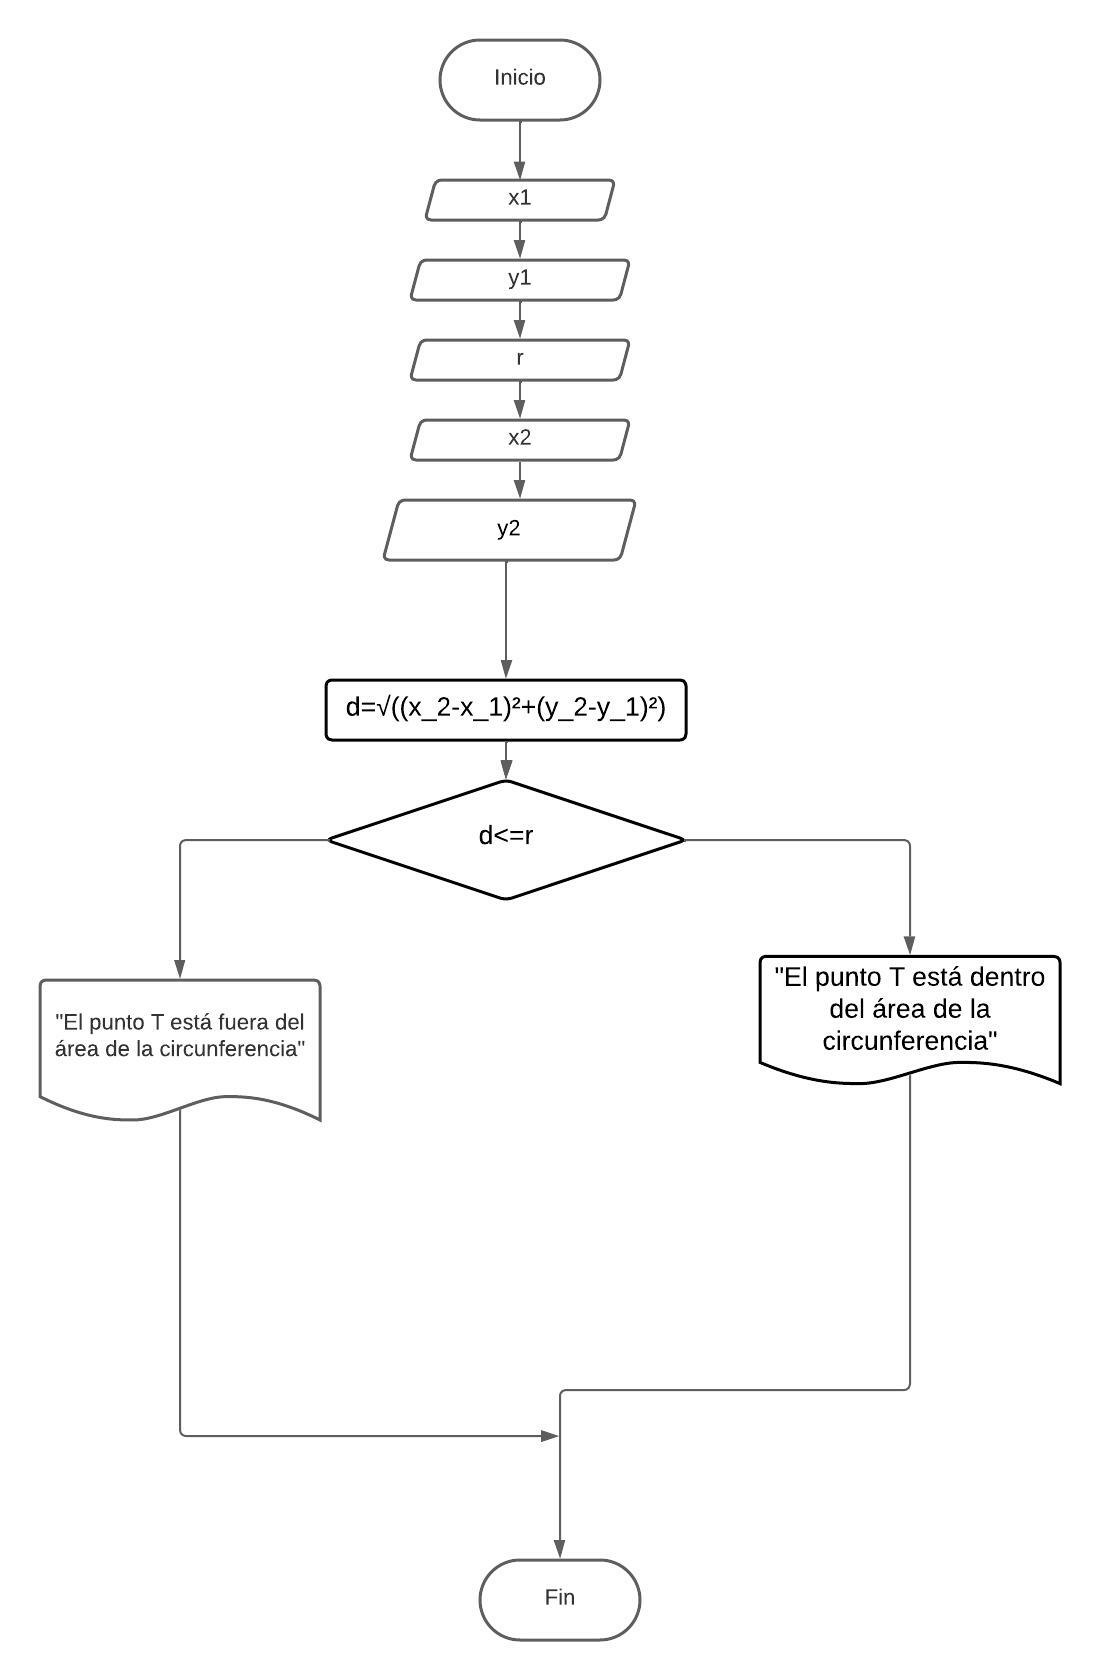 Inicio
x1
y1
r
x2
y2
d=√((x_2-x_1)²+(y_2-y_1)²)
d<=r
"El punto T está fuera del
área de la circunferencia"
"El punto T está dentro
del área de la
circunferencia"
Fin